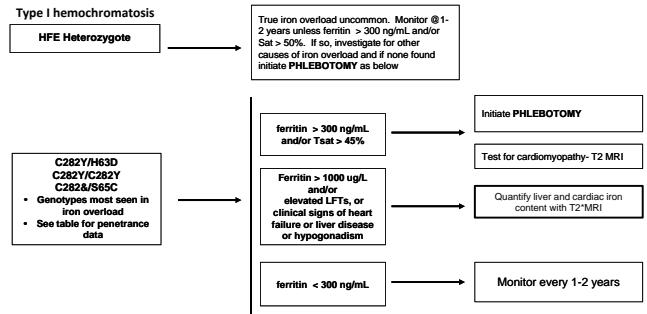 Type I hemochromatosis
HFE Heterozygote
True iron overload uncommon. Monitor @1-
2 years unless ferritin > 300 ng/mL and/or
Sat > 50%. If so, investigate for other
causes of iron overload and if none found
initiate PHLEBOTOMY as below
C282Y/H63D
C282Y/C282Y
C282&/S65C
• Genotypes most seen in
iron overload
• See table for penetrance
data
ferritin > 300 ng/mL
and/or Tsat > 45%
Initiate PHLEBOTOMY
Test for cardiomyopathy- T2 MRI
Ferritin > 1000 ug/L
and/or
elevated LFTs, or
clinical signs of heart
failure or liver disease
or hypogonadism
Quantify liver and cardiac iron
content with T2*MRI
ferritin < 300 ng/mL
Monitor every 1-2 years